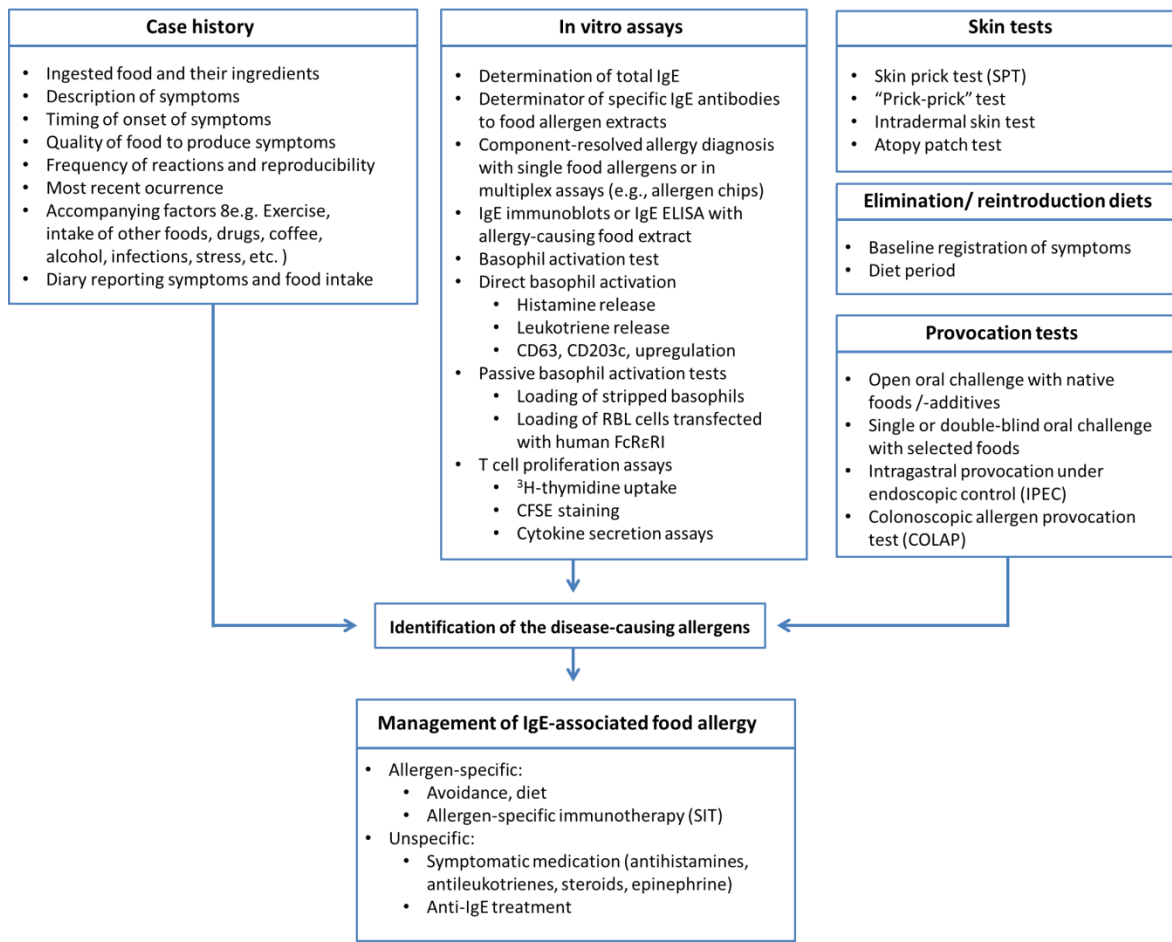 Case history
• Ingested food and their ingredients
• Description of symptoms
• Timing of onset of symptoms
• Quality of food to produce symptoms
• Frequency of reactions and reproducibility
• Most recent ocurrence
• Accompanying factors 8e.g. Exercise,
intake of other foods, drugs, coffee,
alcohol, infections, stress, etc. )
• Diary reporting symptoms and food intake
In vitro assays
• Determination of total IgE
• Determinator of specific IgE antibodies
to food allergen extracts
• Component-resolved allergy diagnosis
with single food allergens or in
multiplex assays (e.g., allergen chips)
• IgE immunoblots or IgE ELISA with
allergy-causing food extract
• Basophil activation test
• Direct basophil activation
• Histamine release
• Leukotriene release
• CD63, CD203c, upregulation
• Passive basophil activation tests
• Loading of stripped basophils
• Loading of RBL cells transfected
with human FcRεRI
• T cell proliferation assays
• ³H-thymidine uptake
• CFSE staining
• Cytokine secretion assays
Skin tests
• Skin prick test (SPT)
• “Prick-prick” test
• Intradermal skin test
• Atopy patch test
Elimination/ reintroduction diets
• Baseline registration of symptoms
• Diet period
Provocation tests
• Open oral challenge with native
foods /-additives
• Single or double-blind oral challenge
with selected foods
• Intragastral provocation under
endoscopic control (IPEC)
• Colonoscopic allergen provocation
test (COLAP)
Identification of the disease-causing allergens
Management of IgE-associated food allergy
• Allergen-specific:
• Avoidance, diet
• Allergen-specific immunotherapy (SIT)
• Unspecific:
• Symptomatic medication (antihistamines,
antileukotrienes, steroids, epinephrine)
• Anti-IgE treatment